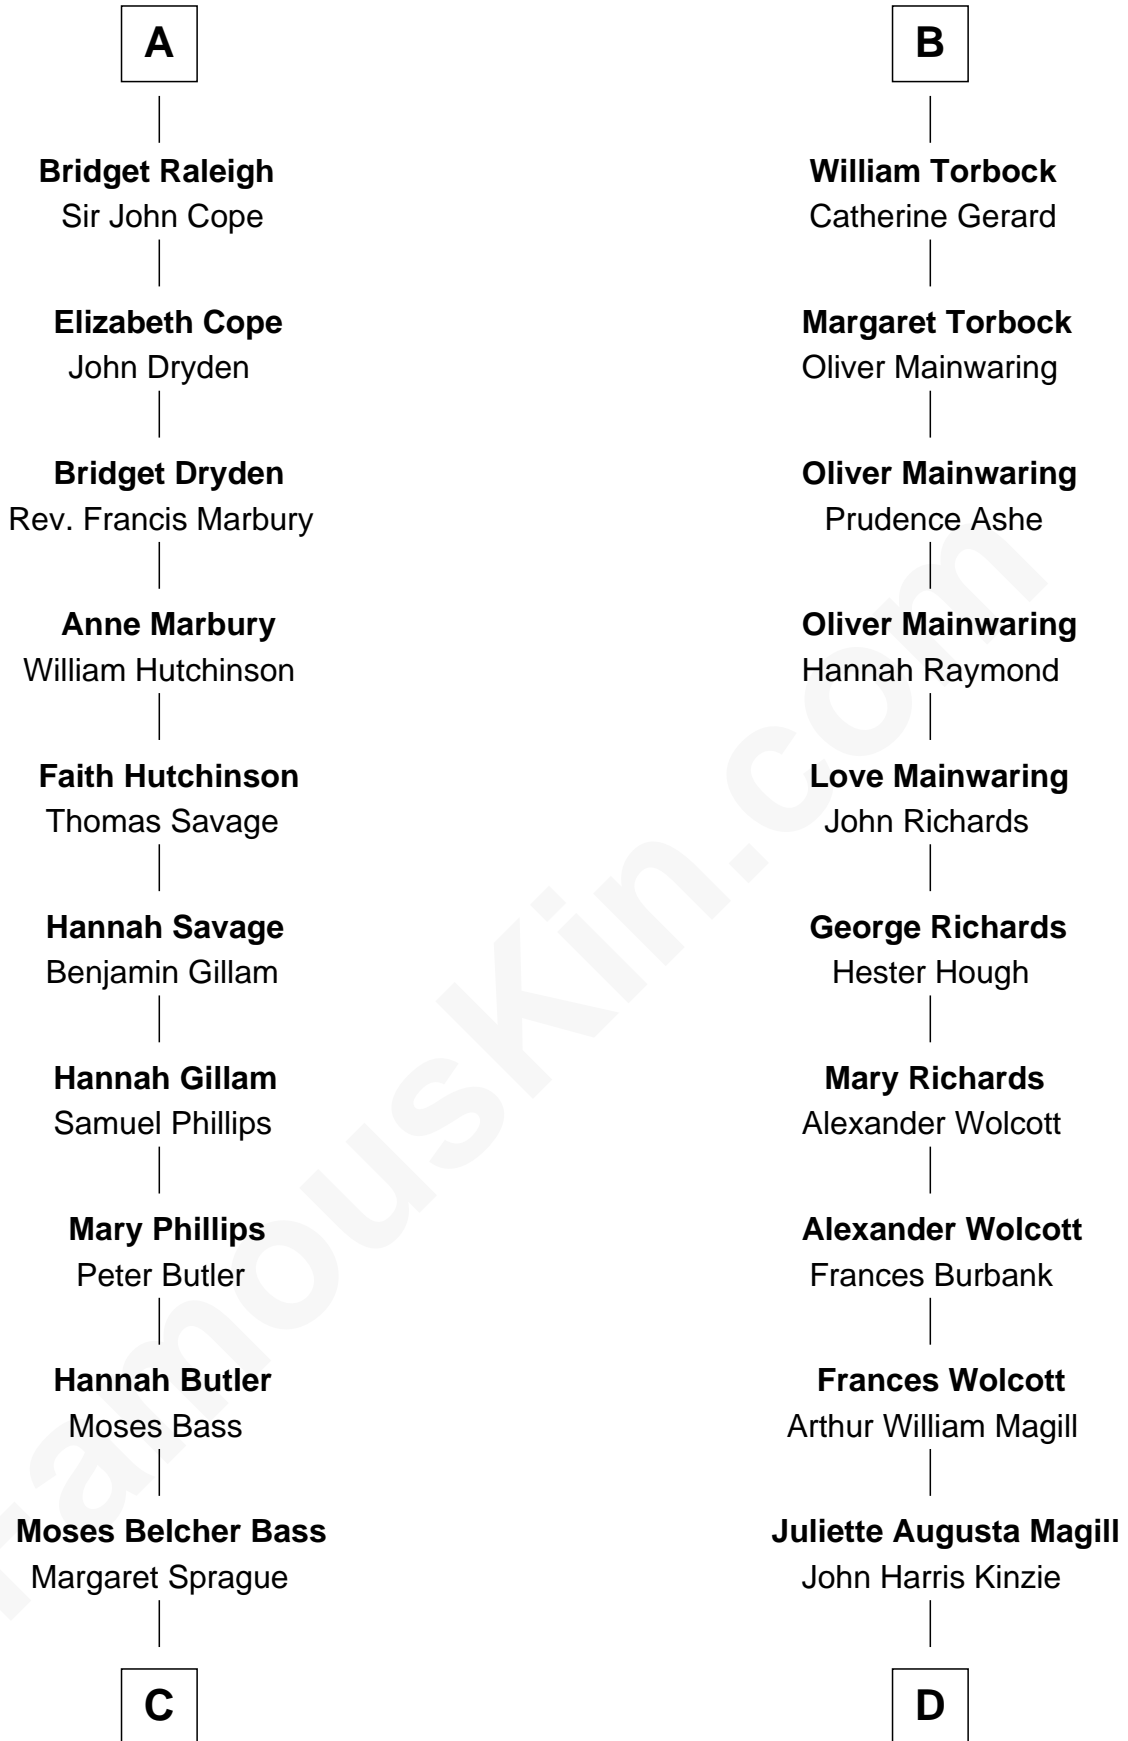 A
Bridget Raleigh
Sir John Cope
Elizabeth Cope
John Dryden
Bridget Dryden
Rev. Francis Marbury
Anne Marbury
William Hutchinson
Faith Hutchinson
Thomas Savage
Hannah Savage
Benjamin Gillam
Hannah Gillam
Samuel Phillips
Mary Phillips
Peter Butler
Hannah Butler
Moses Bass
Moses Belcher Bass
Margaret Sprague
C
B
William Torbock
Catherine Gerard
Margaret Torbock
Oliver Mainwaring
Oliver Mainwaring
Prudence Ashe
Oliver Mainwaring
Hannah Raymond
Love Mainwaring
John Richards
George Richards
Hester Hough
Mary Richards
Alexander Wolcott
Alexander Wolcott
Frances Burbank
Frances Wolcott
Arthur William Magill
Juliette Augusta Magill
John Harris Kinzie
D
FamousKin.com